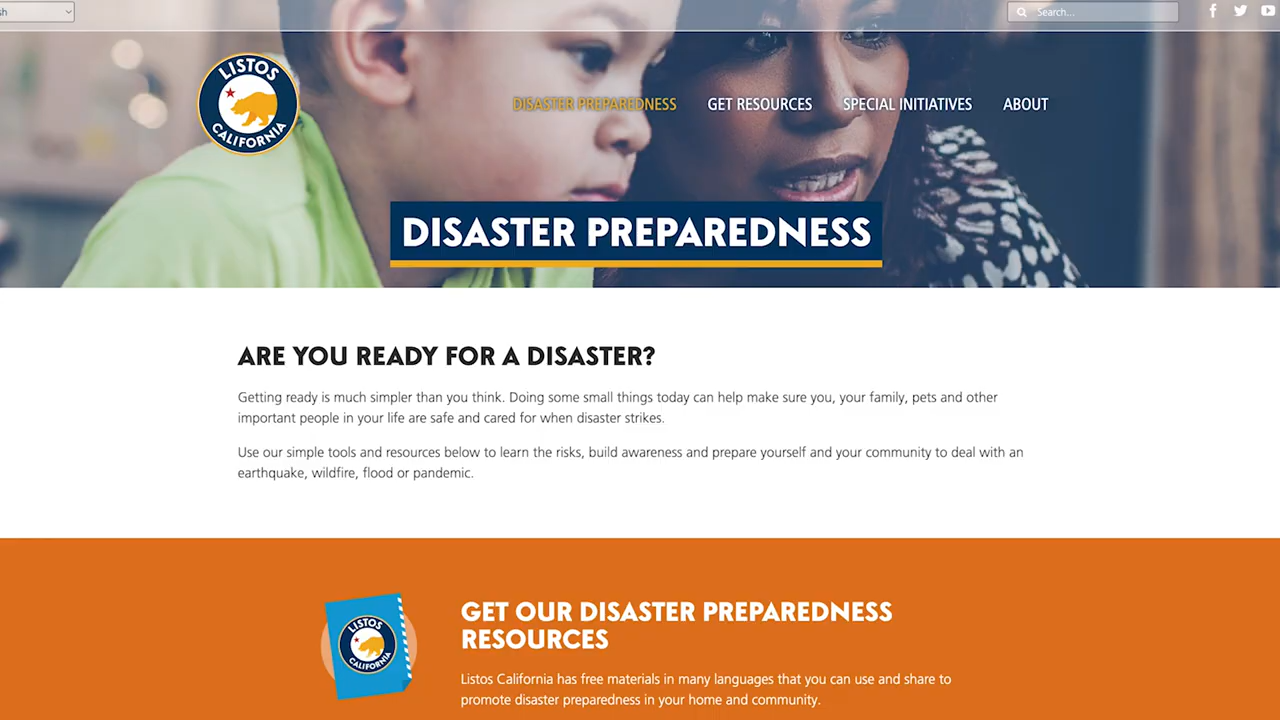 sh
Search...
LISTOS
CALIFORNIA
DISASTER PREPAREDNESS
GET RESOURCES
SPECIAL INITIATIVES
ABOUT
DISASTER PREPAREDNESS
ARE YOU READY FOR A DISASTER?
Getting ready is much simpler than you think. Doing some small things today can help make sure you, your family, pets and other
important people in your life are safe and cared for when disaster strikes.
Use our simple tools and resources below to learn the risks, build awareness and prepare yourself and your community to deal with an
earthquake, wildfire, flood or pandemic.
LISTOS
CALIFORNIA
GET OUR DISASTER PREPAREDNESS
RESOURCES
Listos California has free materials in many languages that you can use and share to
promote disaster preparedness in your home and community.